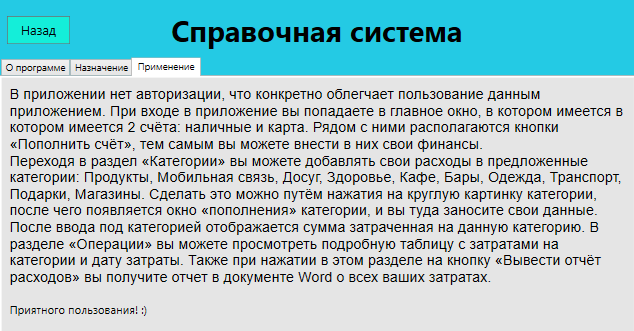 Назад
Справочная система
О программе Назначение Применение
В приложении нет авторизации, что конкретно облегчает пользование данным
приложением. При входе в приложение вы попадаете в главное окно, в котором имеется в
котором имеется 2 счёта: наличные и карта. Рядом с ними располагаются кнопки
«Пополнить счёт», тем самым вы можете внести в них свои финансы.
Переходя в раздел «Категории» вы можете добавлять свои расходы в предложенные
категории: Продукты, Мобильная связь, Досуг, Здоровье, Кафе, Бары, Одежда, Транспорт,
Подарки, Магазины. Сделать это можно путём нажатия на круглую картинку категории,
после чего появляется окно «пополнения» категории, и вы туда заносите свои данные.
После ввода под категорией отображается сумма затраченная на данную категорию. В
разделе «Операции» вы можете просмотреть подробную таблицу с затратами на
категории и дату затраты. Также при нажатии в этом разделе на кнопку «Вывести отчёт
расходов» вы получите отчет в документе Word о всех ваших затратах.
Приятного пользования! :)